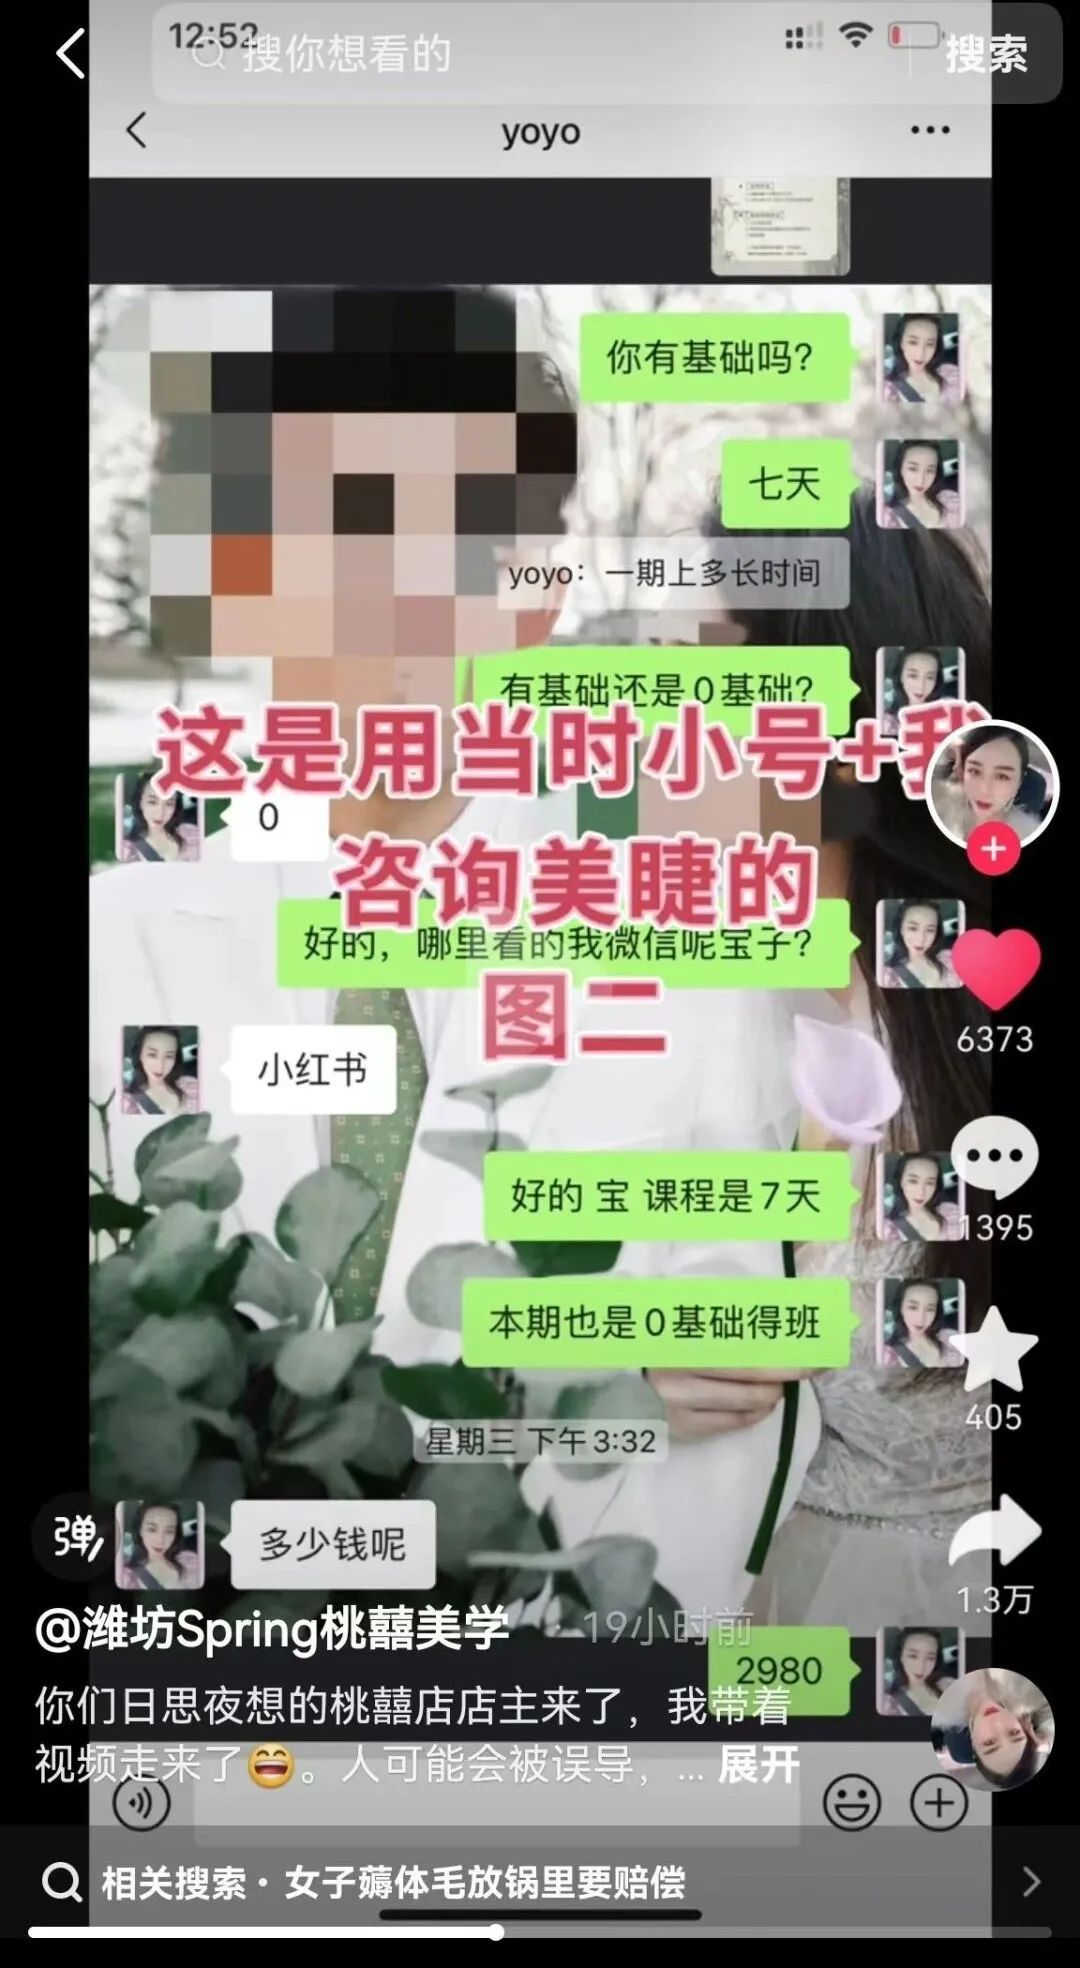 12:52
搜你想看的
搜索
yoyo
你有基础吗?
七天
yoyo：一期上多长时间
有基础还是0基础?
这是用当时小号+我
0
咨询美睫的
好的，哪里看的我微信呢宝子?
图二
6373
小红书
1395
好的 宝 课程是7天
本期也是0基础得班
405
星期三 下午3:32
弹
多少钱呢
1.3万
@潍坊Spring桃囍美学 · 19小时前
2980
你们日思夜想的桃囍店店主来了，我带着
视频走来了😄。人可能会被误导，... 展开
相关搜索·女子薅体毛放锅里要赔偿